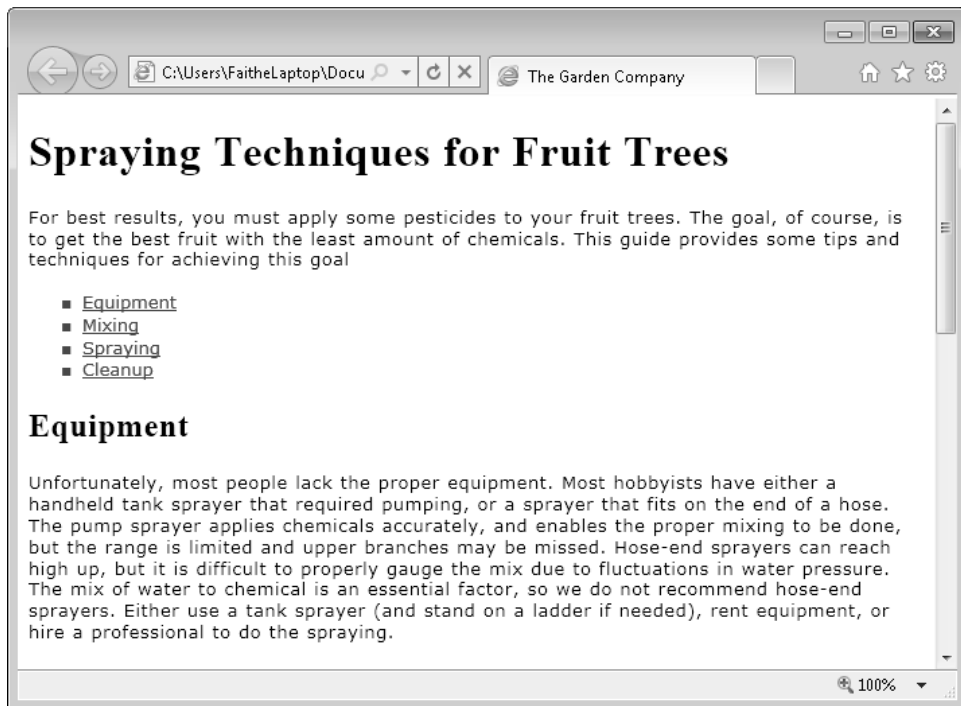 C:\Users\FaitheLaptop\Docu
The Garden Company
Spraying Techniques for Fruit Trees
For best results, you must apply some pesticides to your fruit trees. The goal, of course, is
to get the best fruit with the least amount of chemicals. This guide provides some tips and
techniques for achieving this goal
Equipment
Mixing
Spraying
Cleanup
Equipment
Unfortunately, most people lack the proper equipment. Most hobbyists have either a
handheld tank sprayer that required pumping, or a sprayer that fits on the end of a hose.
The pump sprayer applies chemicals accurately, and enables the proper mixing to be done,
but the range is limited and upper branches may be missed. Hose-end sprayers can reach
high up, but it is difficult to properly gauge the mix due to fluctuations in water pressure.
The mix of water to chemical is an essential factor, so we do not recommend hose-end
sprayers. Either use a tank sprayer (and stand on a ladder if needed), rent equipment, or
hire a professional to do the spraying.
100%